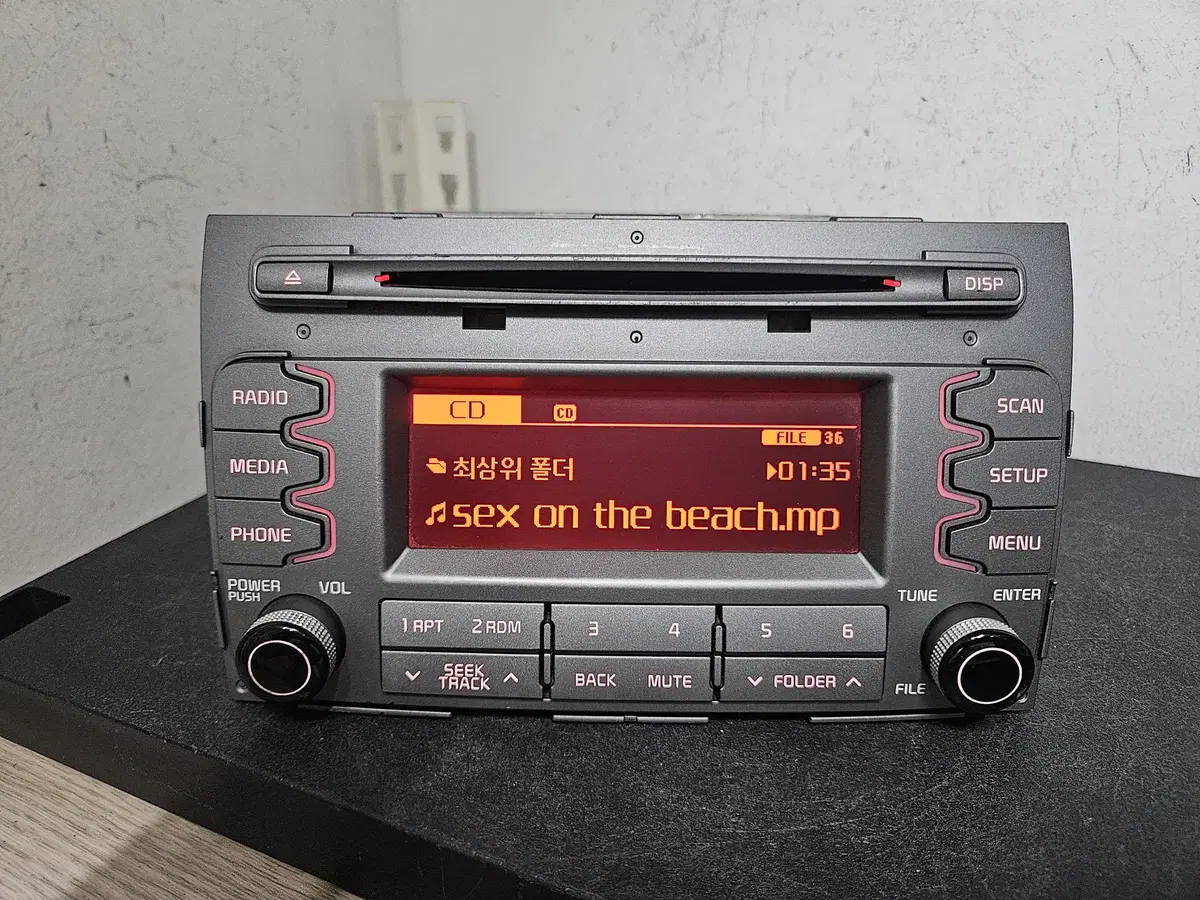 DISP
RADIO
MEDIA
PHONE
CD
CD
FILE 36
최상위 폴더
01:35
sex on the beach.mp
SCAN
SETUP
MENU
POWER
PUSH
VOL
1 RPT 2 RDM
3 4
5 6
SEEK
TRACK
BACK MUTE
FOLDER
TUNE
ENTER
FILE